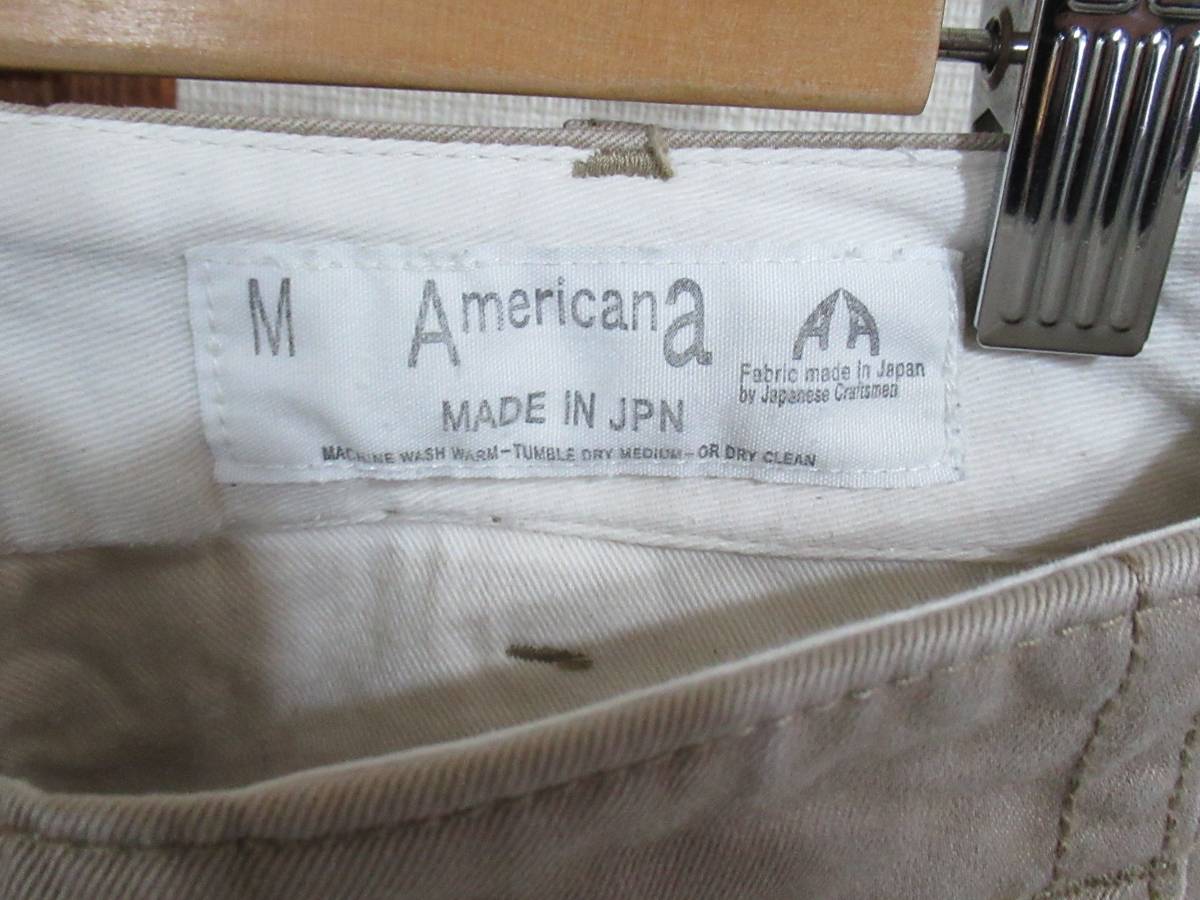 M AmericanA
AA
Fabric made in Japan
by Japanese Craftsmen
MADE IN JPN
MACHINE WASH WARM-TUMBLE DRY MEDIUM-OR DRY CLEAN